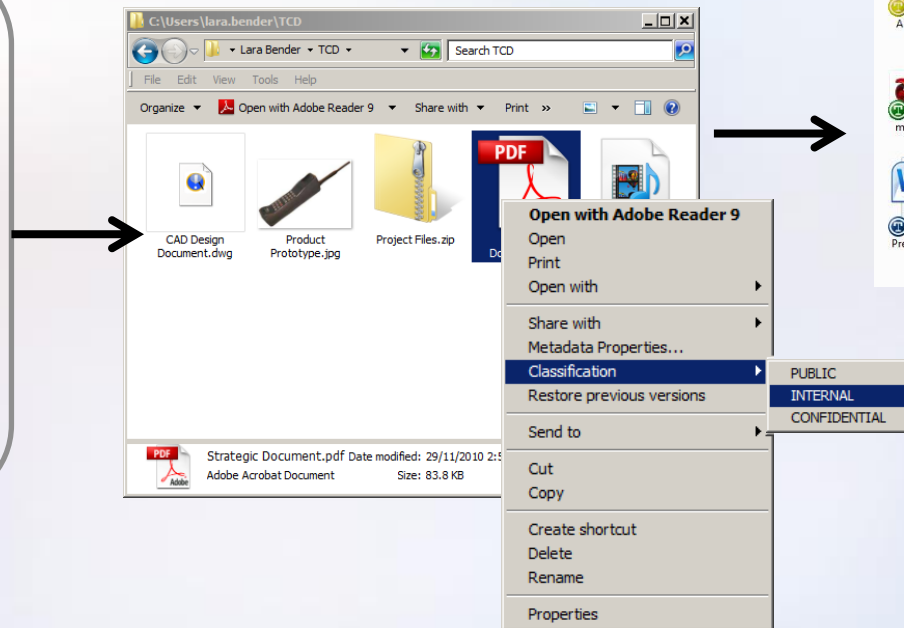 C:\Users\lara.bender\TCD
Lara Bender TCD
Search TCD
File Edit View Tools Help
Organize Open with Adobe Reader 9 Share with Print »
PDF
CAD Design
Document.dwg
Product
Prototype.jpg
Project Files.zip
Open with Adobe Reader 9
Open
Print
Open with
Share with
Metadata Properties...
Classification
Restore previous versions
Send to
Cut
Copy
Create shortcut
Delete
Rename
Properties
PUBLIC
INTERNAL
CONFIDENTIAL
PDF
Adobe
Strategic Document.pdf Date modified: 29/11/2010
Adobe Acrobat Document Size: 83.8 KB